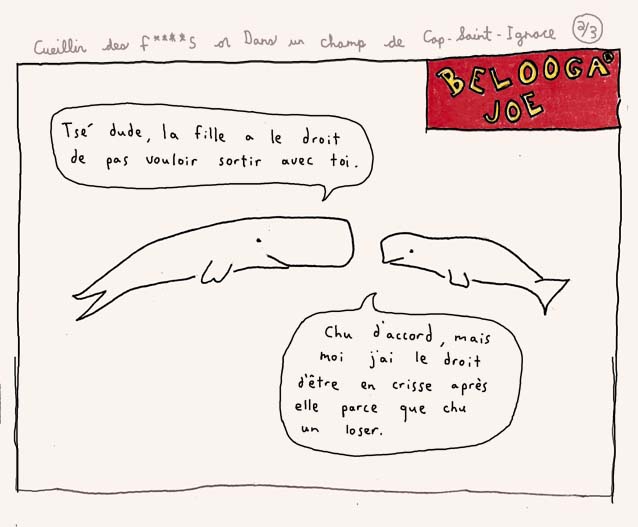 Cueillir des f****s or Dans un champ de Cap-Saint-Ignace 2/3
BELOOGA
JOE
Tsé dude, la fille a le droit
de pas vouloir sortir avec toi.
Chu d'accord, mais
moi j'ai le droit
d'être en crisse après
elle parce que chu
un loser.